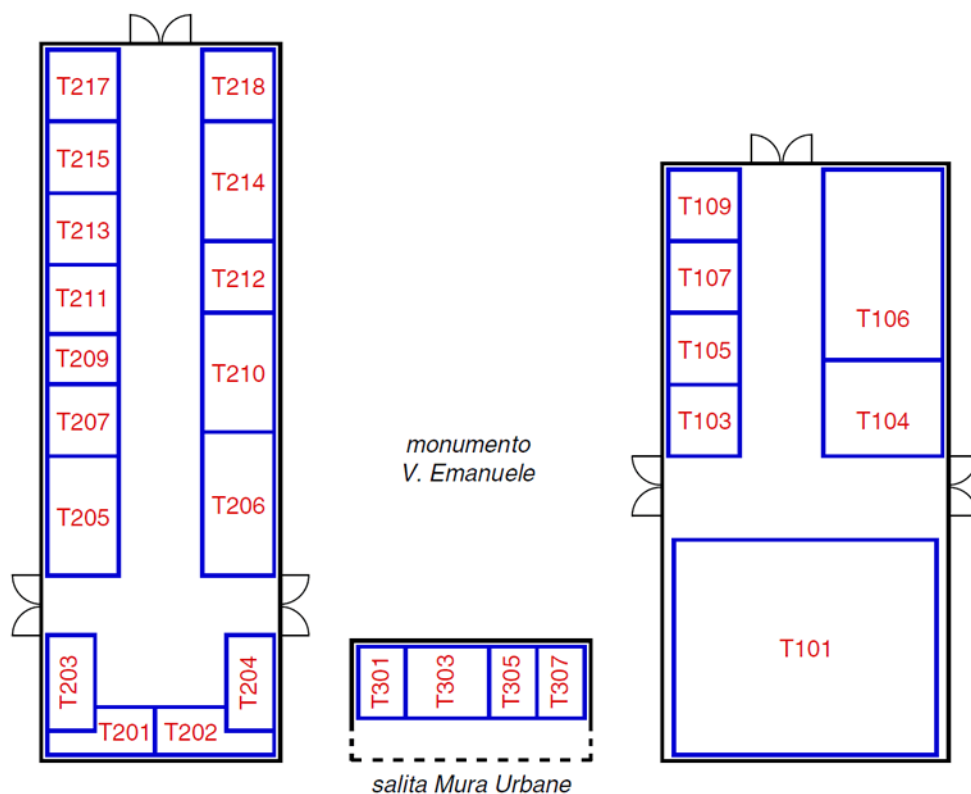 T217
T218
T215
T214
T213
T212
T211
T209
T210
T207
T205
T206
T203
T204
T201
T202
monumento
V. Emanuele
T301
T303
T305
T307
salita Mura Urbane
T109
T107
T106
T105
T103
T104
T101